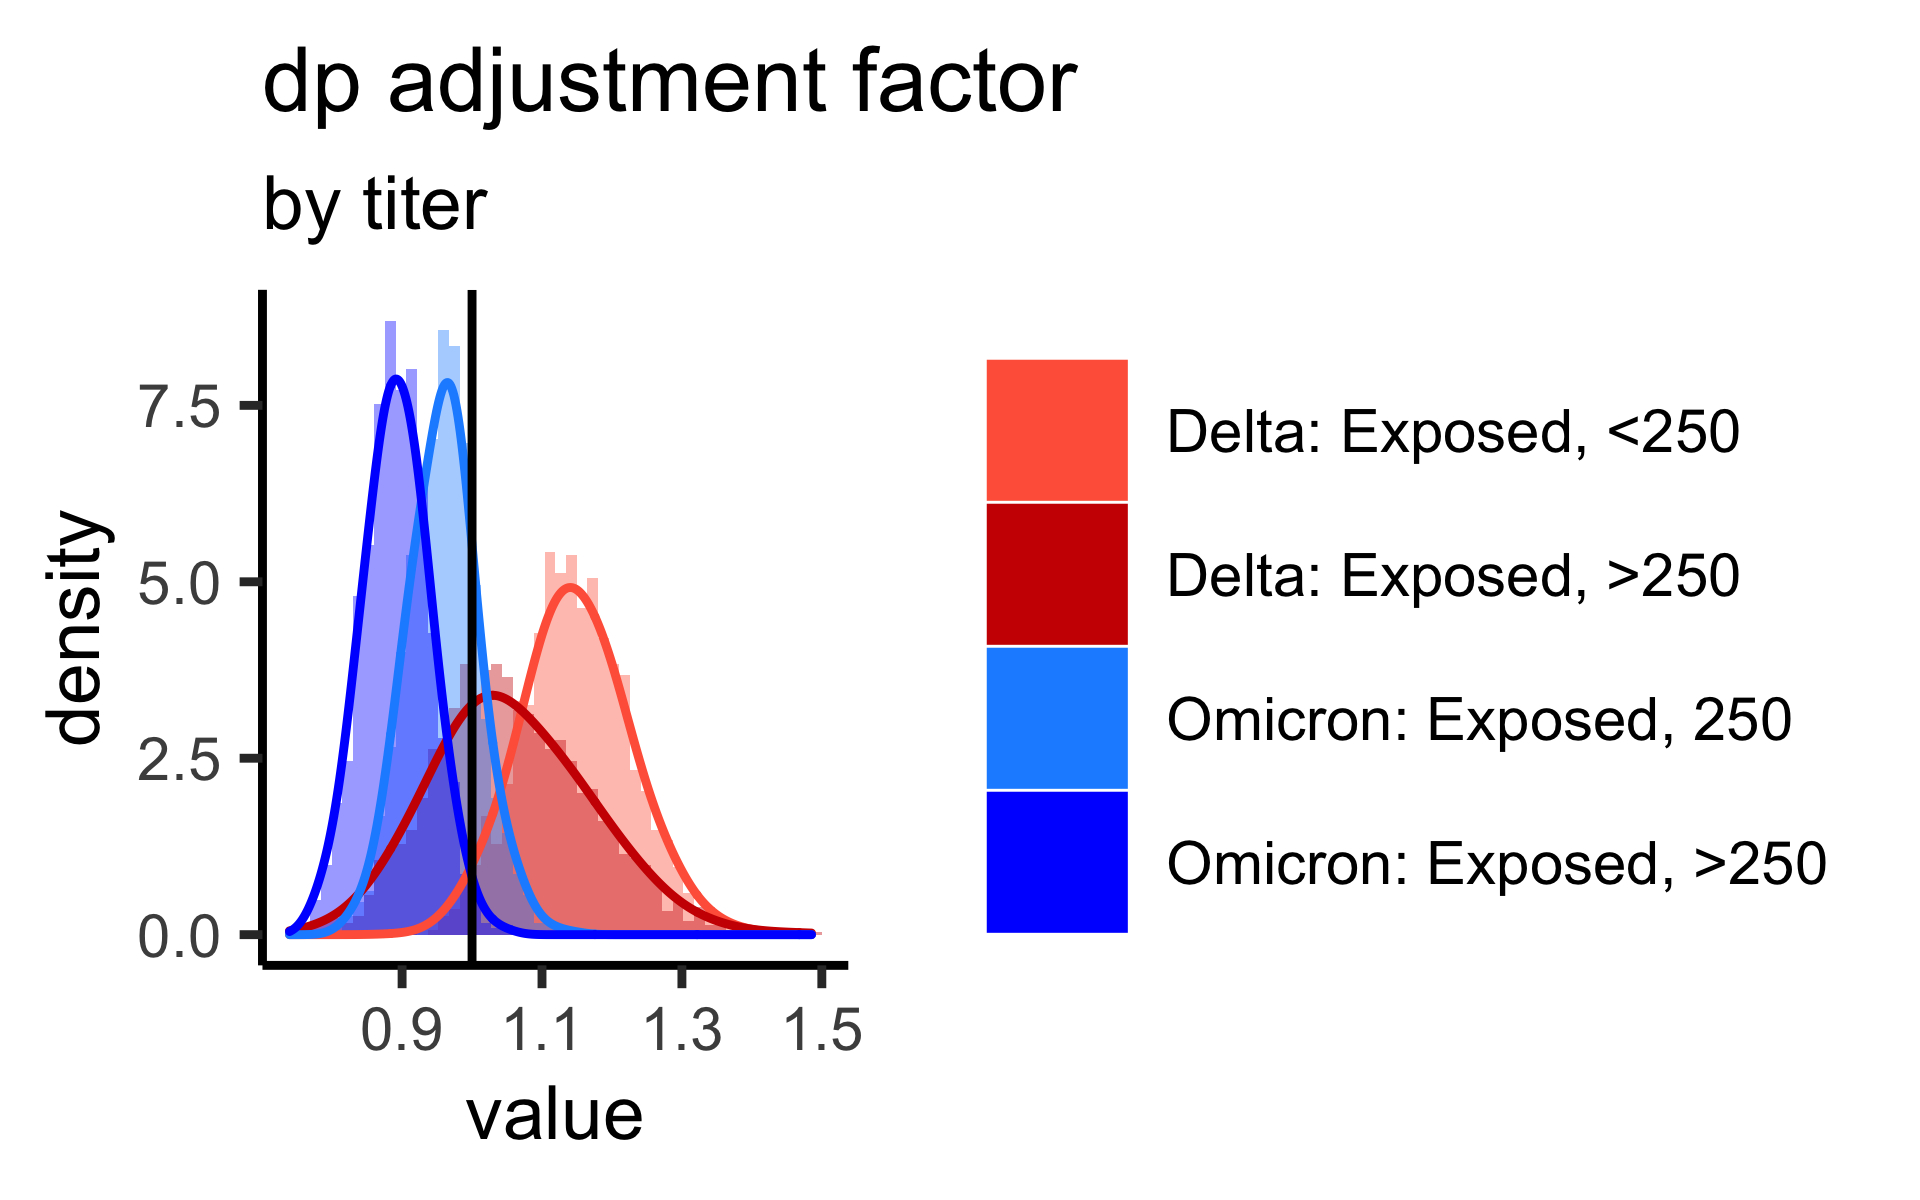 dp adjustment factor
by titer
density
7.5
5.0
2.5
0.0
0.9 1.1 1.3 1.5
value
Delta: Exposed, <250
Delta: Exposed, >250
Omicron: Exposed, 250
Omicron: Exposed, >250